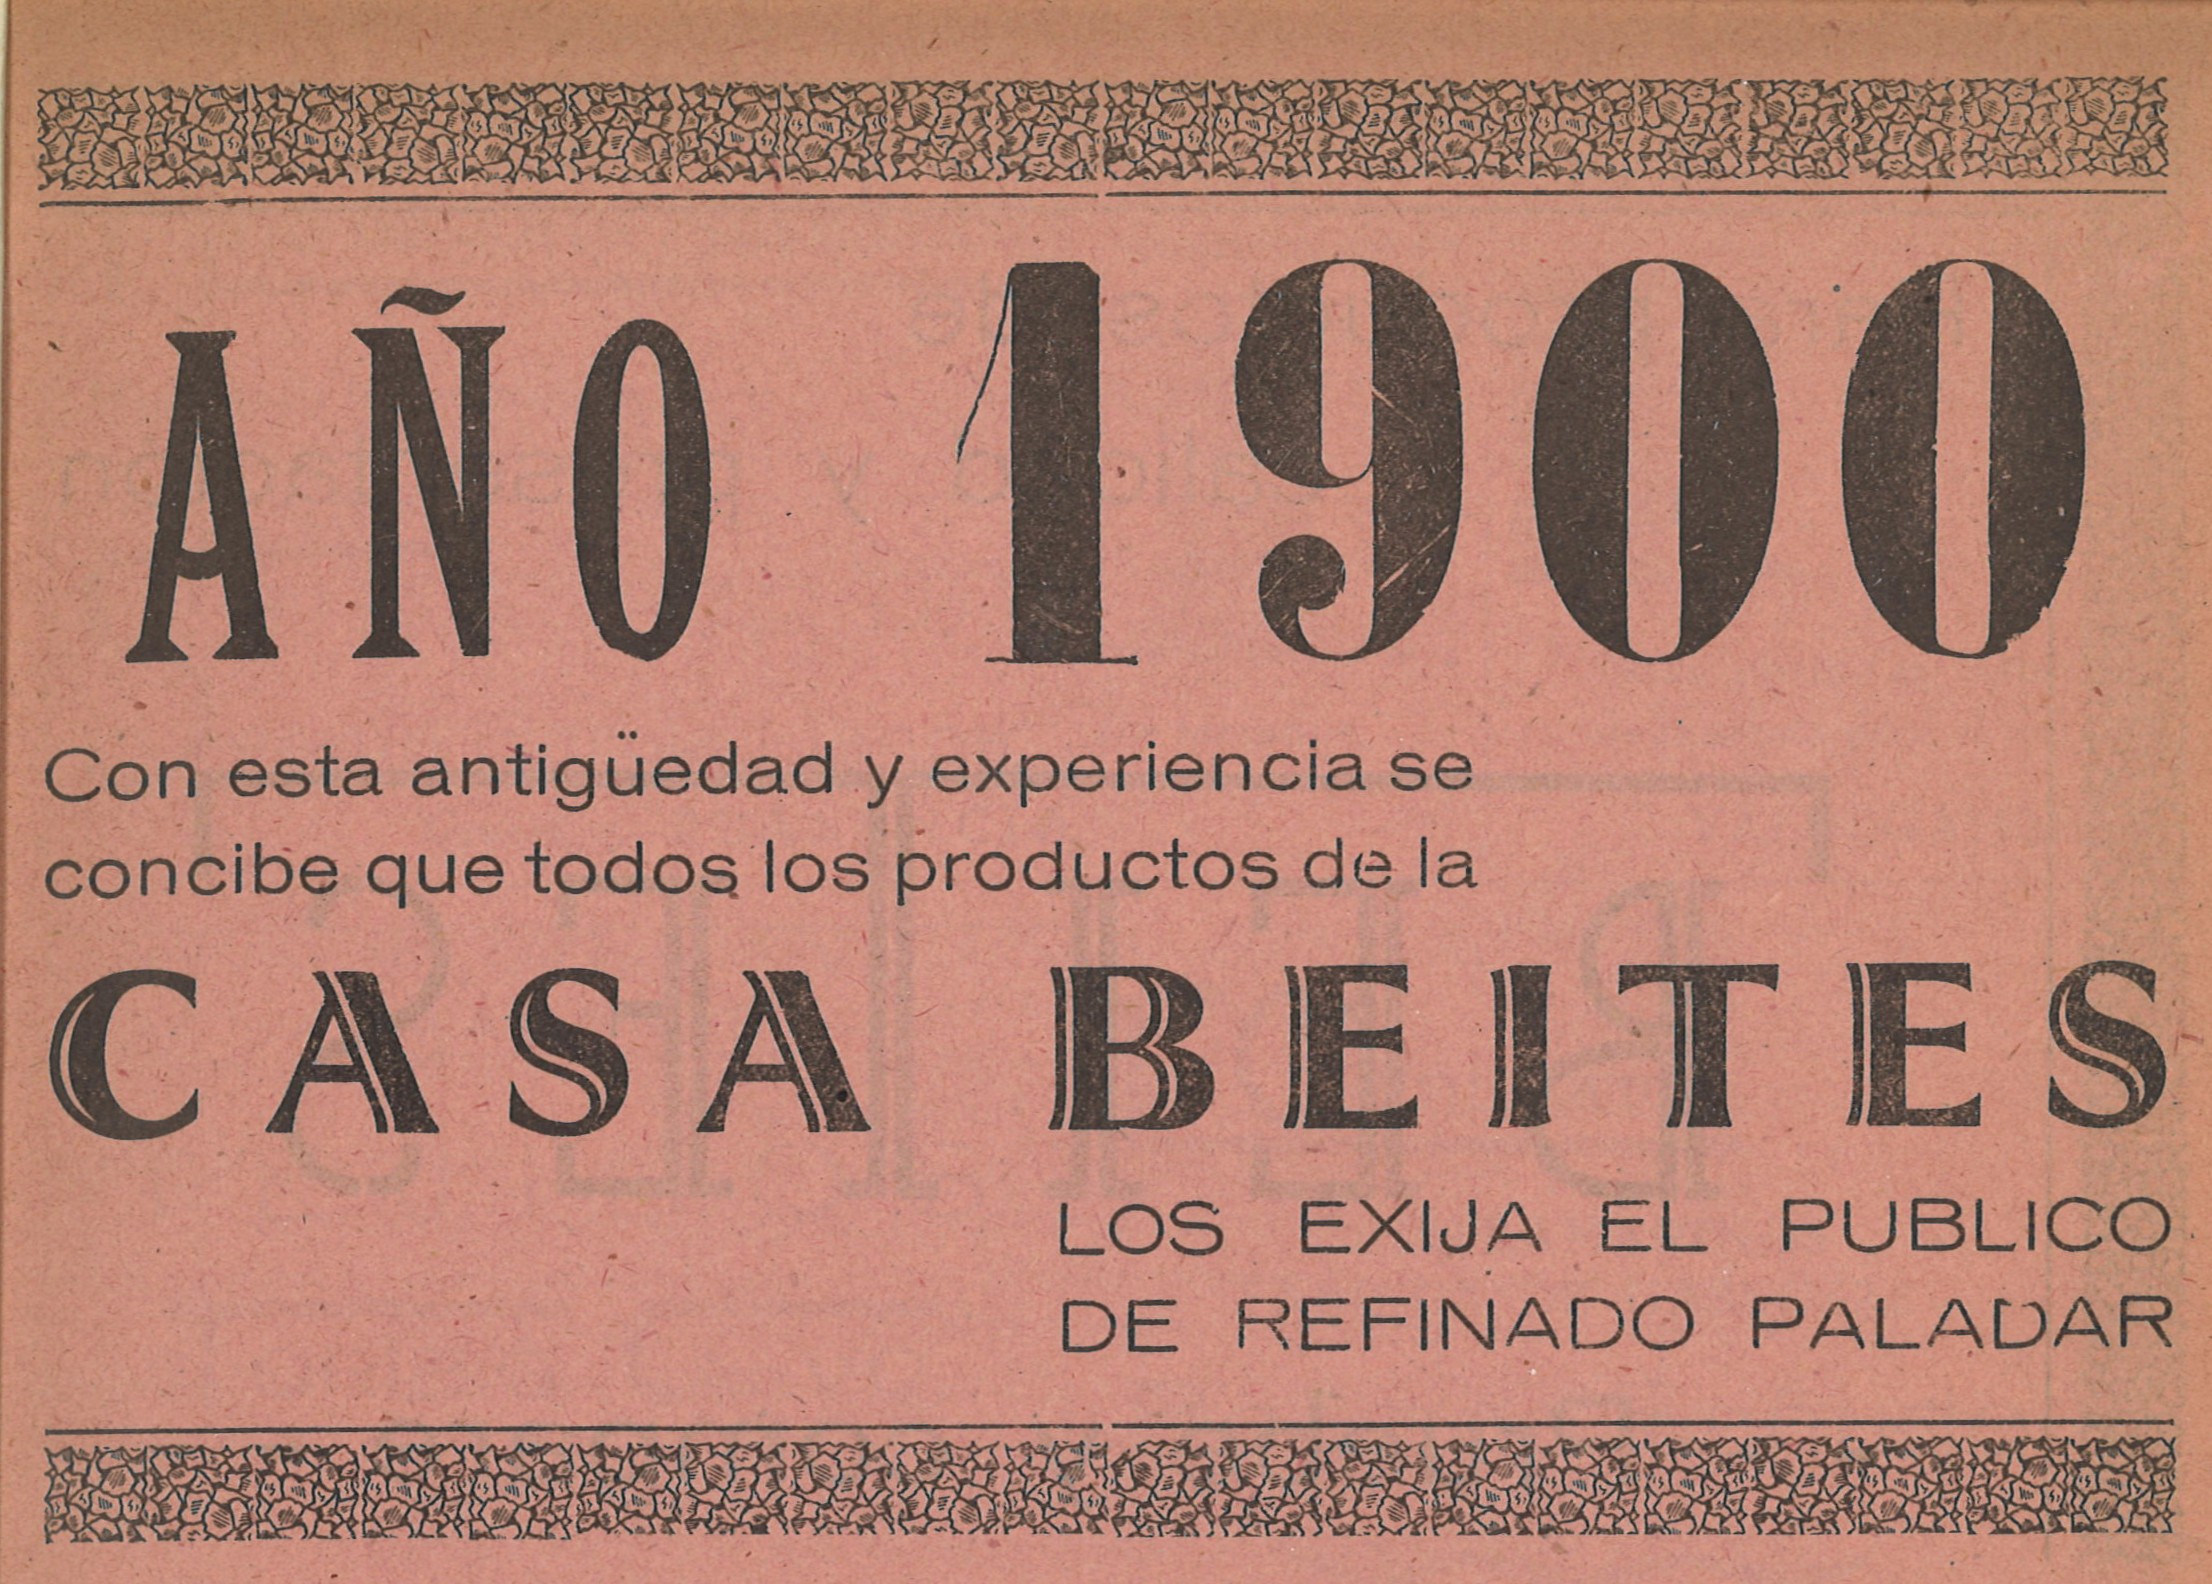 AÑO 1900
Con esta antigüedad y experiencia se
concibe que todos los productos de la
CASA BEITES
LOS EXIJA EL PUBLICO
DE REFINADO PALADAR